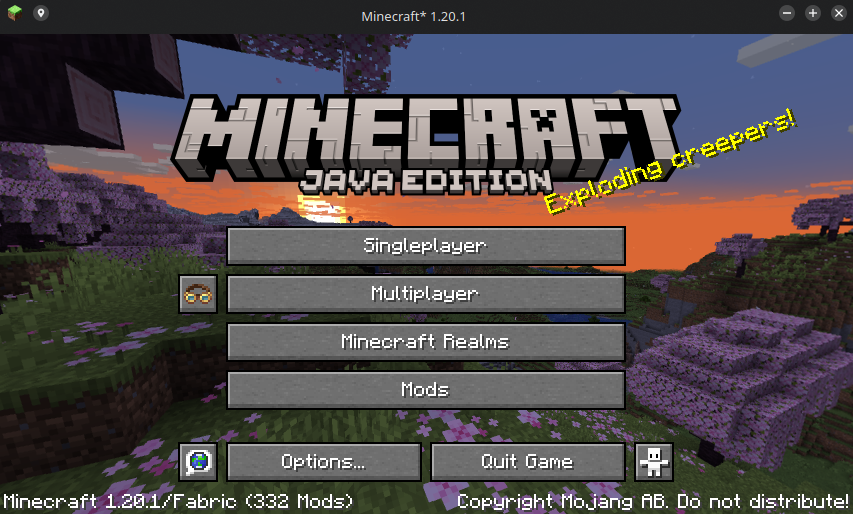 Minecraft* 1.20.1
MINECRAFT
JAVA EDITION
Exploding creepers!
Singleplayer
Multiplayer
Minecraft Realms
Mods
Options...
Quit Game
Minecraft 1.20.1/Fabric (332 Mods)
Copyright Mojang AB. Do not distribute!